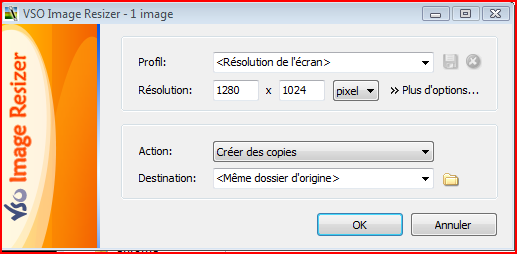 VSO Image Resizer - 1 image
VSO Image Resizer
Profil: <Résolution de l'écran>
Résolution: 1280 x 1024 pixel >> Plus d'options...
Action: Créer des copies
Destination: <Même dossier d'origine>
OK Annuler